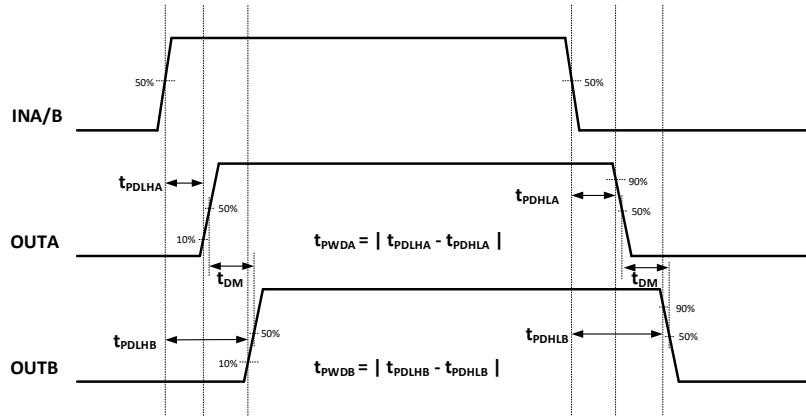 50%
50%
INA/B
tPDLHA
tPDHLA
90%
50%
50%
OUTA
10%
tPWDA = | tPDLHA - tPDHLA |
tDM
tDM
90%
tPDLHB
50%
tPDHLB
50%
OUTB
10%
tPWDB = | tPDLHB - tPDHLB |